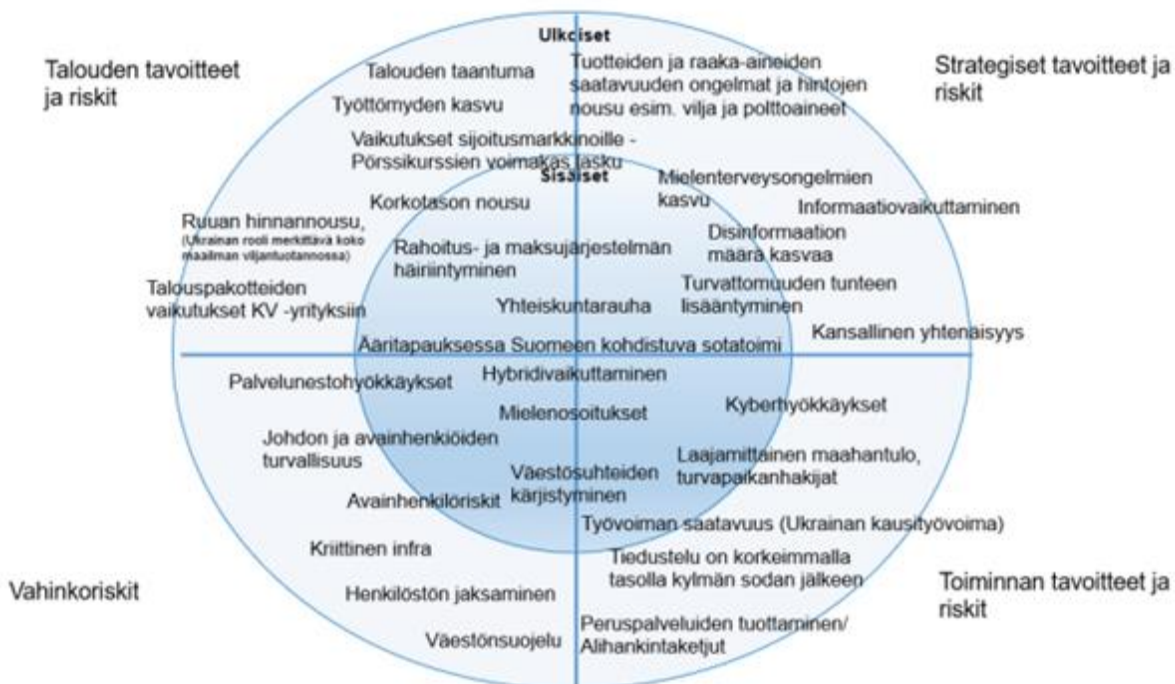 Ulkoiset
Talouden tavoitteet
ja riskit
Talouden taantuma
Työttömyden kasvu
Vaikutukset sijoitusmarkkinoille -
Pörssikurssien voimakas lasku
Tuotteiden ja raaka-aineiden
saatavuuden ongelmat ja hintojen
nousu esim. vilja ja polttoaineet
Strategiset tavoitteet ja
riskit
Sisäiset
Korkotason nousu
Mielenterveysongelmien
kasvu
Informaatiovaikuttaminen
Ruuan hinnannousu,
(Ukrainan rooli merkittävä koko
maailman viljantuotannossa)
Rahoitus- ja maksujärjestelmän
häiriintyminen
Disinformaation
määrä kasvaa
Talouspakotteiden
vaikutukset KV -yrityksiin
Yhteiskuntarauha
Turvattomuuden tunteen
lisääntyminen
Kansallinen yhtenäisyys
Ääritapauksessa Suomeen kohdistuva sotatoimi
Palvelunestohyökkäykset
Hybridivaikuttaminen
Mielenosoitukset
Kyberhyökkäykset
Johdon ja avainhenkiöiden
turvallisuus
Väestösuhteiden
kärjistyminen
Laajamittainen maahantulo,
turvapaikanhakijat
Avainhenkilöriskit
Työvoiman saatavuus (Ukrainan kausityövoima)
Kriittinen infra
Tiedustelu on korkeimmalla
tasolla kylmän sodan jälkeen
Vahinkoriskit
Henkilöstön jaksaminen
Toiminnan tavoitteet ja
riskit
Väestönsuojelu
Peruspalveluiden tuottaminen/
Alihankintaketjut